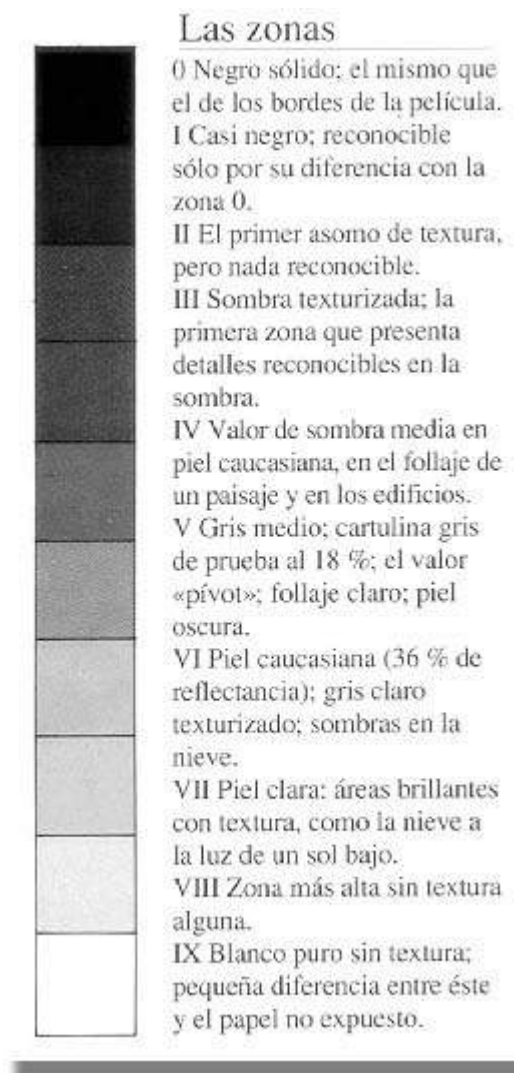 Las zonas
0 Negro sólido; el mismo que
el de los bordes de la película.
I Casi negro; reconocible
sólo por su diferencia con la
zona 0.
II El primer asomo de textura,
pero nada reconocible.
III Sombra texturizada; la
primera zona que presenta
detalles reconocibles en la
sombra.
IV Valor de sombra media en
piel caucasiana, en el follaje de
un paisaje y en los edificios.
V Gris medio; cartulina gris
de prueba al 18 %; el valor
«pívot»; follaje claro; piel
oscura.
VI Piel caucasiana (36 % de
reflectancia); gris claro
texturizado; sombras en la
nieve.
VII Piel clara: áreas brillantes
con textura, como la nieve a
la luz de un sol bajo.
VIII Zona más alta sin textura
alguna.
IX Blanco puro sin textura;
pequeña diferencia entre éste
y el papel no expuesto.